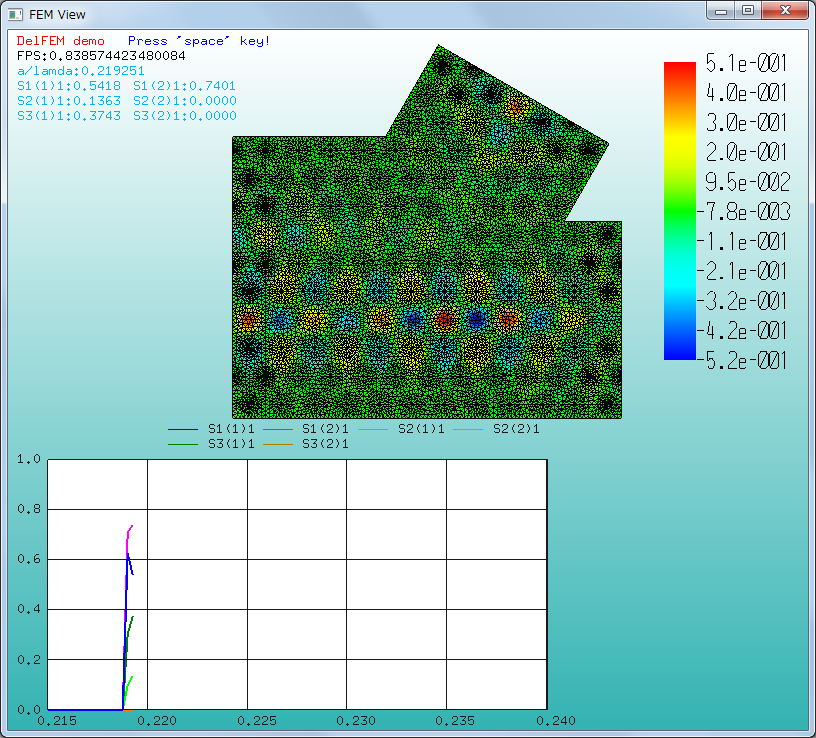 FEM View
DelFEM demo Press 'space' key!
FPS:0.838574423480084
a/lamda:0.219251
S1(1)1:0.5418 S1(2)1:0.7401
S2(1)1:0.1363 S2(2)1:0.0000
S3(1)1:0.3743 S3(2)1:0.0000
5.1e-001
4.0e-001
3.0e-001
2.0e-001
9.5e-002
-7.8e-003
-1.1e-001
-2.1e-001
-3.2e-001
-4.2e-001
-5.2e-001
S1(1)1 S1(2)1 S2(1)1 S2(2)1
S3(1)1 S3(2)1
1.0
0.8
0.6
0.4
0.2
0.0
0.215 0.220 0.225 0.230 0.235 0.240